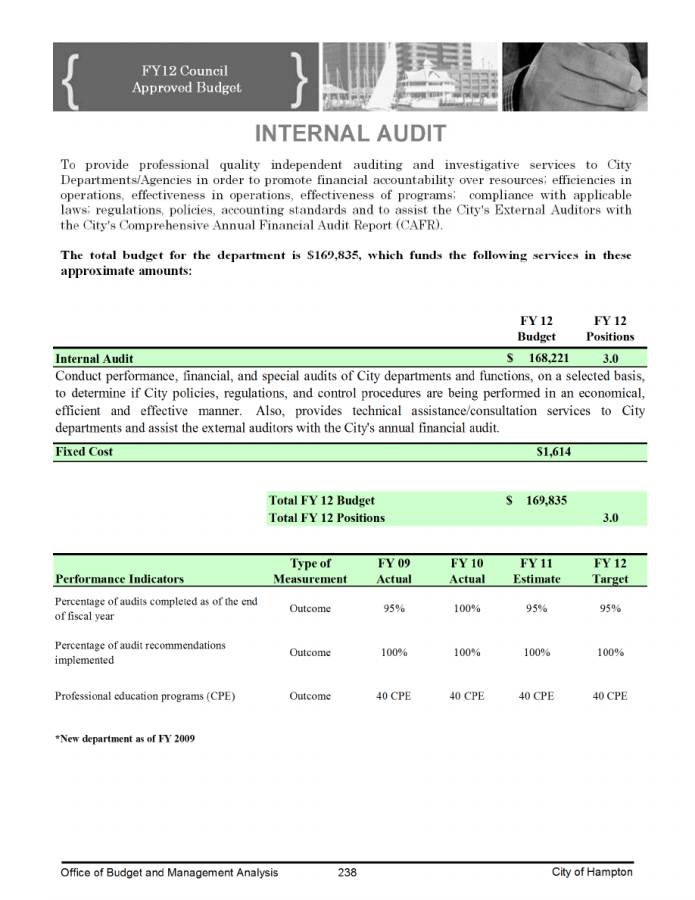 FY12 Council
Approved Budget
INTERNAL AUDIT
To provide professional quality independent auditing and investigative services to City
Departments/Agencies in order to promote financial accountability over resources; efficiencies in
operations, effectiveness in operations, effectiveness of programs; compliance with applicable
laws; regulations, policies, accounting standards and to assist the City's External Auditors with
the City's Comprehensive Annual Financial Audit Report (CAFR).
The total budget for the department is $169,835, which funds the following services in these
approximate amounts:
FY 12 FY 12
Budget Positions
Internal Audit $ 168,221 3.0
Conduct performance, financial, and special audits of City departments and functions, on a selected basis,
to determine if City policies, regulations, and control procedures are being performed in an economical,
efficient and effective manner. Also, provides technical assistance/consultation services to City
departments and assist the external auditors with the City's annual financial audit.
Fixed Cost $1,614
Total FY 12 Budget $ 169,835
Total FY 12 Positions 3.0
Type of FY 09 FY 10 FY 11 FY 12
Performance Indicators Measurement Actual Actual Estimate Target
Percentage of audits completed as of the end
of fiscal year Outcome 95% 100% 95% 95%
Percentage of audit recommendations
implemented Outcome 100% 100% 100% 100%
Professional education programs (CPE) Outcome 40 CPE 40 CPE 40 CPE 40 CPE
*New department as of FY 2009
Office of Budget and Management Analysis 238 City of Hampton